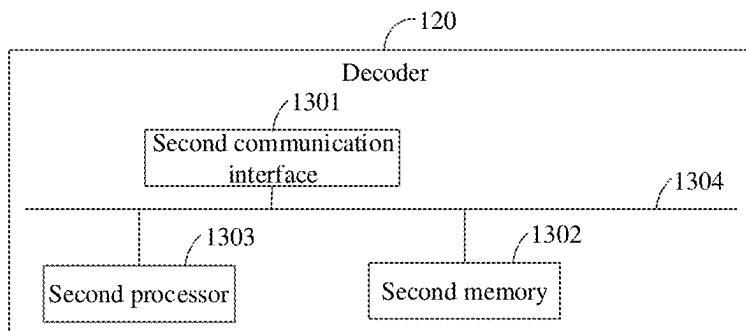 120
Decoder
1301
Second communication
interface
1304
1303
1302
Second processor
Second memory